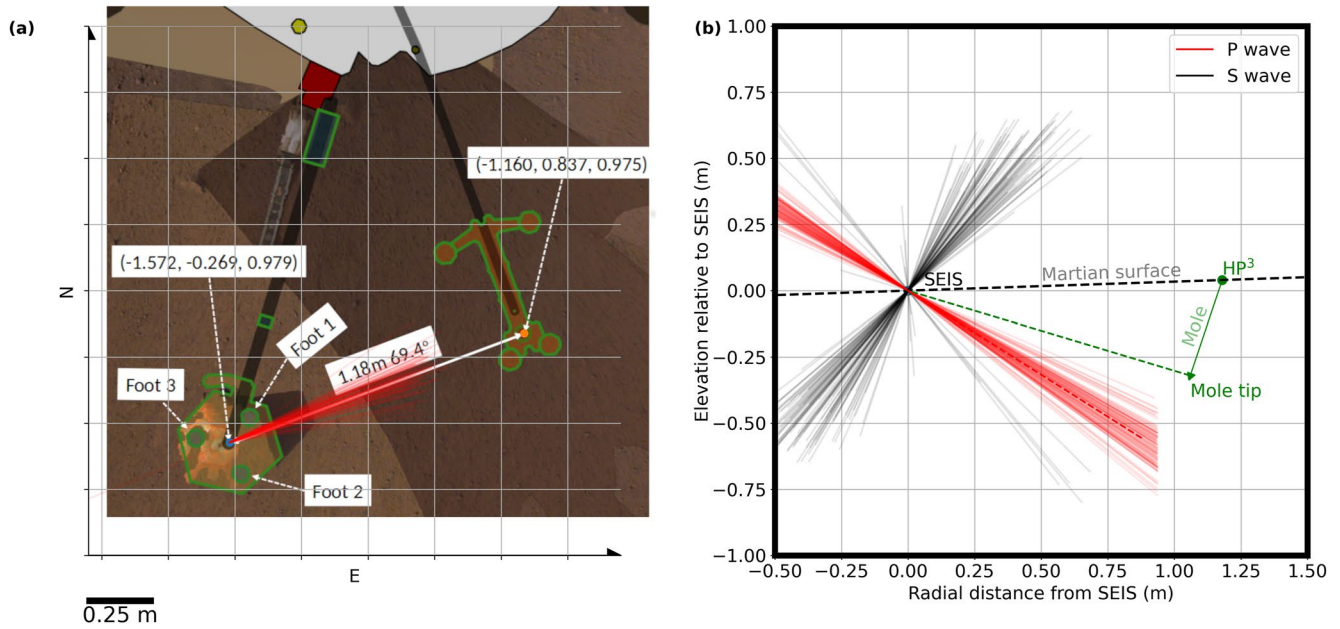 (a)
(-1.160, 0.837, 0.975)
(-1.572, -0.269, 0.979)
Foot 1
1.18m 69.4°
Foot 3
Foot 2
N
E
0.25 m
(b)
P wave
S wave
1.00
0.75
0.50
0.25
0.00
−0.25
−0.50
−0.75
−1.00
Elevation relative to SEIS (m)
SEIS
Martian surface
HP³
Mole
Mole tip
−0.50 −0.25 0.00 0.25 0.50 0.75 1.00 1.25 1.50
Radial distance from SEIS (m)